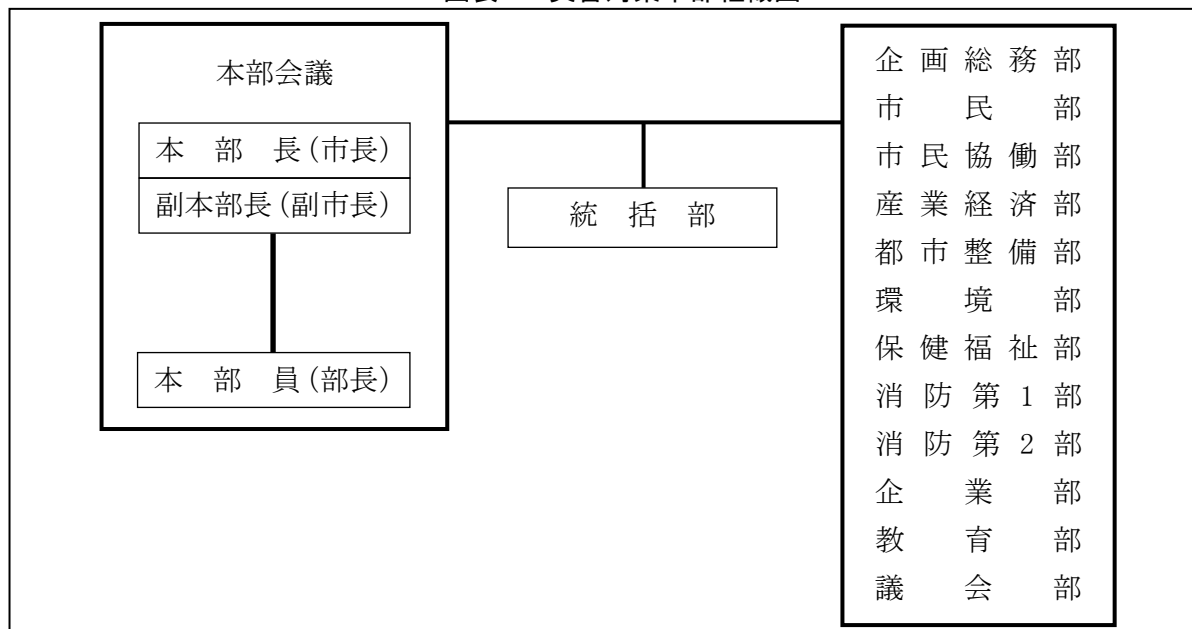 本部会議
本部長(市長)
副本部長(副市長)
本部員(部長)
統括部
企画総務部
市民部
市民協働部
産業経済部
都市整備部
環境部
保健福祉部
消防第1部
消防第2部
企業部
教育部
議会部